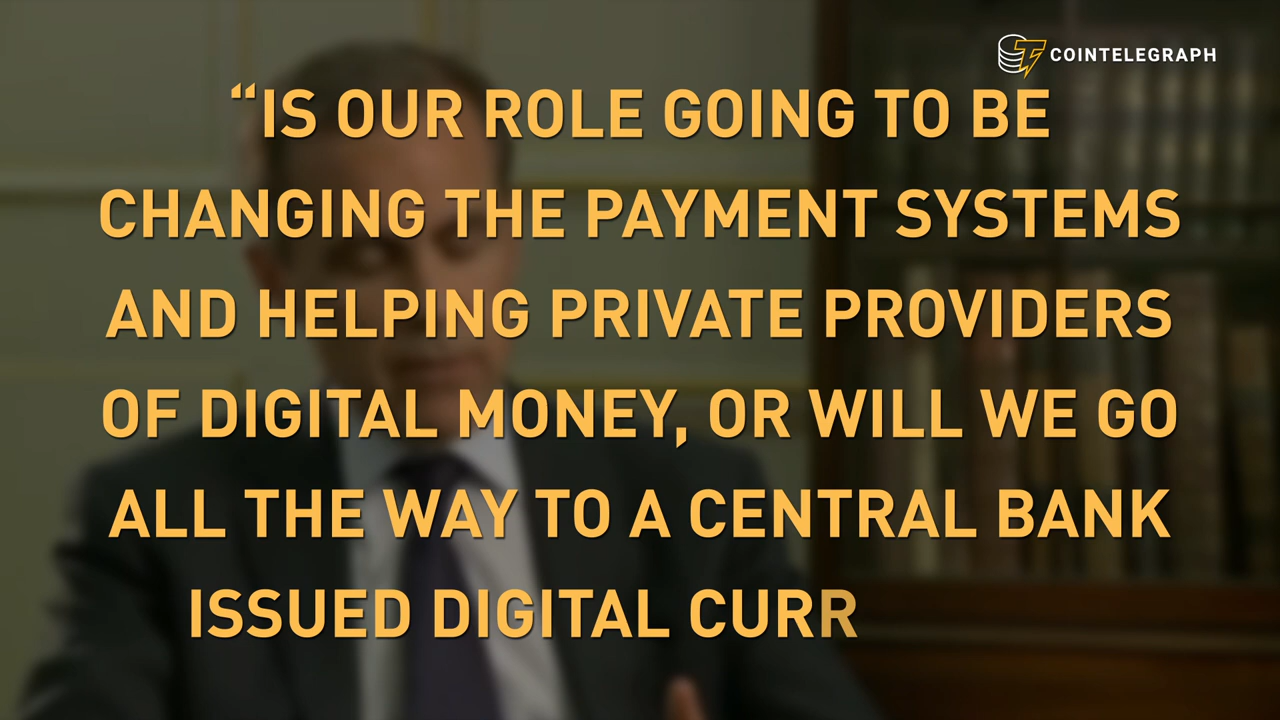 COINTELEGRAPH
“IS OUR ROLE GOING TO BE
CHANGING THE PAYMENT SYSTEMS
AND HELPING PRIVATE PROVIDERS
OF DIGITAL MONEY, OR WILL WE GO
ALL THE WAY TO A CENTRAL BANK
ISSUED DIGITAL CURR